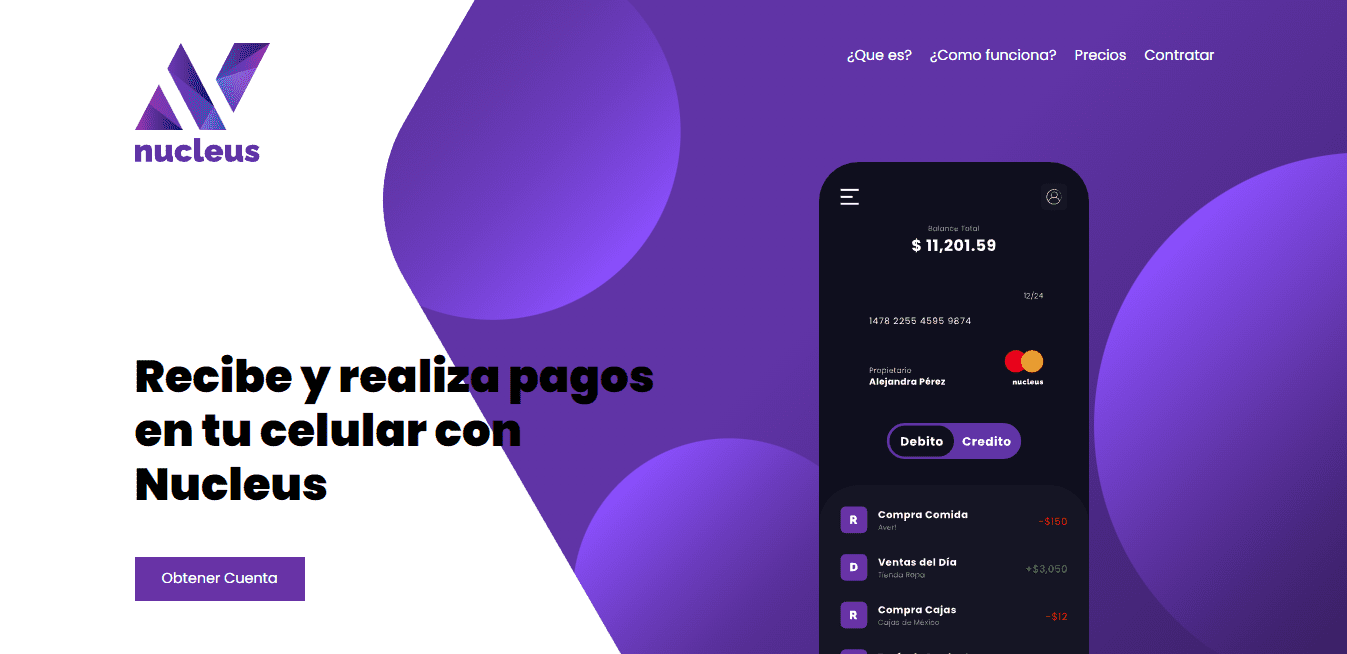 nucleus
¿Que es? ¿Como funciona? Precios Contratar
Recibe y realiza pagos
en tu celular con
Nucleus
Obtener Cuenta
Balance Total
$ 11,201.59
12/24
1478 2255 4595 9874
Propietario
Alejandra Pérez
nucleus
Debito Credito
R Compra Comida -$150
Aver!
D Ventas del Día +$3,050
Tienda Ropa
R Compra Cajas -$12
Cajas de México